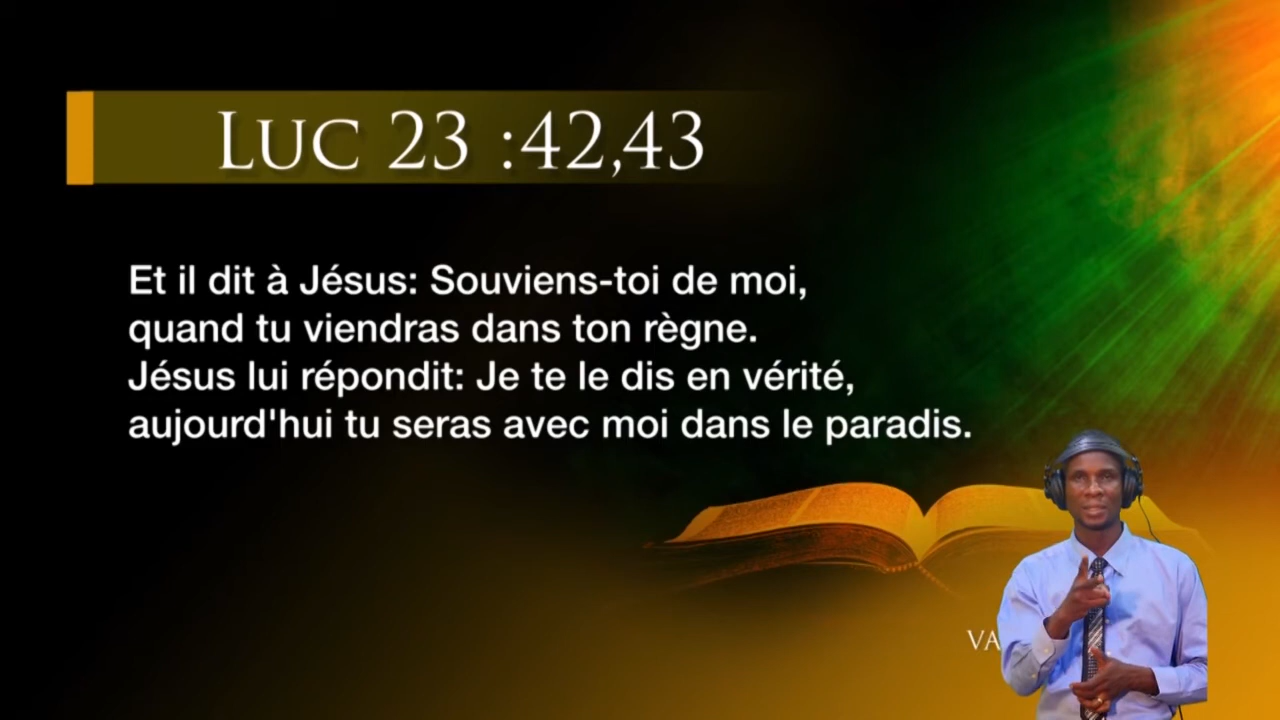 LUC 23 :42,43
Et il dit à Jésus: Souviens-toi de moi,
quand tu viendras dans ton règne.
Jésus lui répondit: Je te le dis en vérité,
aujourd'hui tu seras avec moi dans le paradis.